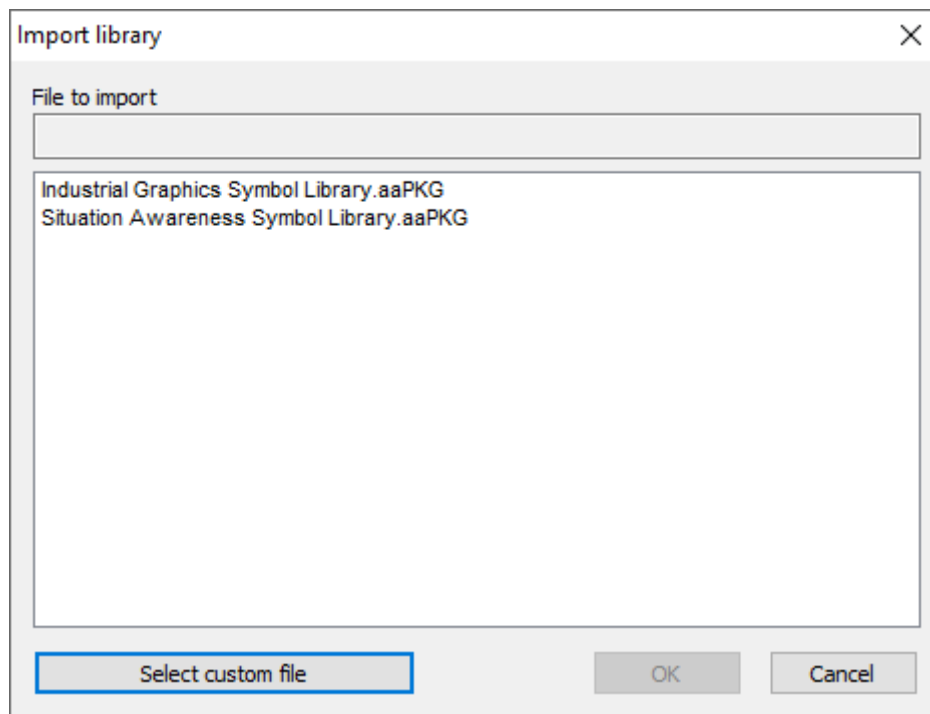 Import library
File to import
Industrial Graphics Symbol Library.aaPKG
Situation Awareness Symbol Library.aaPKG
Select custom file
OK
Cancel